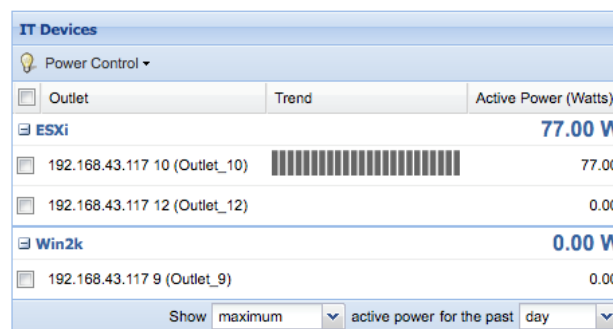 IT Devices
Power Control
Outlet Trend Active Power (Watts)
ESXi 77.00 W
192.168.43.117 10 (Outlet_10) 77.00
192.168.43.117 12 (Outlet_12) 0.00
Win2k 0.00 W
192.168.43.117 9 (Outlet_9) 0.00
Show maximum active power for the past day